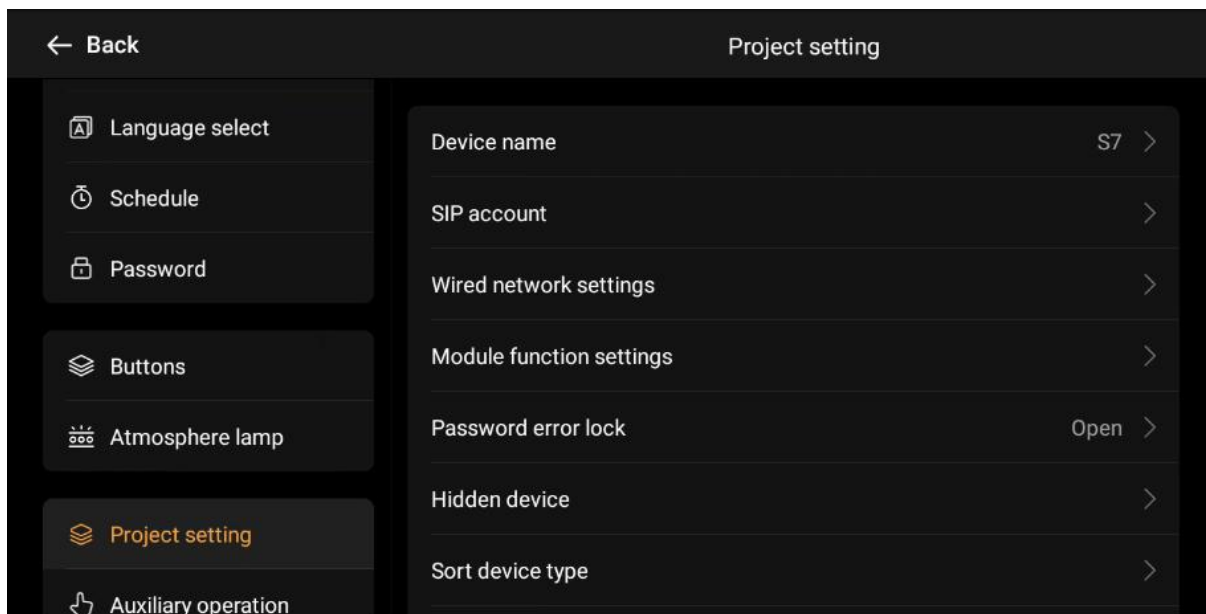 Back
Project setting
Language select
Schedule
Password
Buttons
Atmosphere lamp
Project setting
Auxiliary operation
Device name S7
SIP account
Wired network settings
Module function settings
Password error lock Open
Hidden device
Sort device type